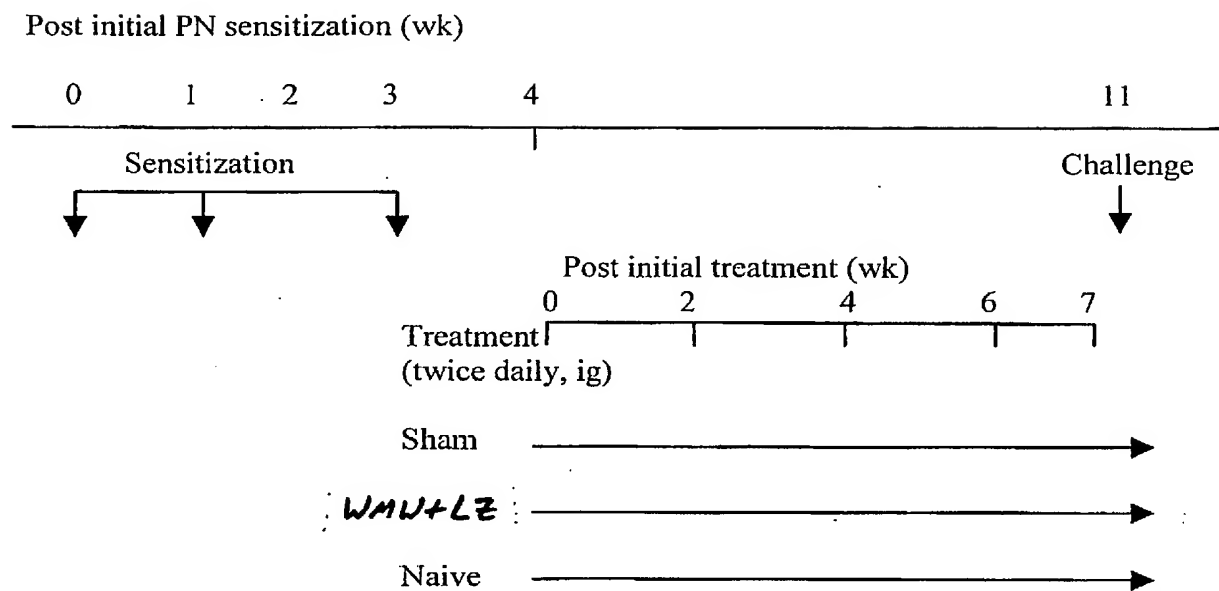 Post initial PN sensitization (wk)
0 1 2 3 4 11
Sensitization Challenge
Post initial treatment (wk)
0 2 4 6 7
Treatment
(twice daily, ig)
Sham
WMW+LZ
Naive